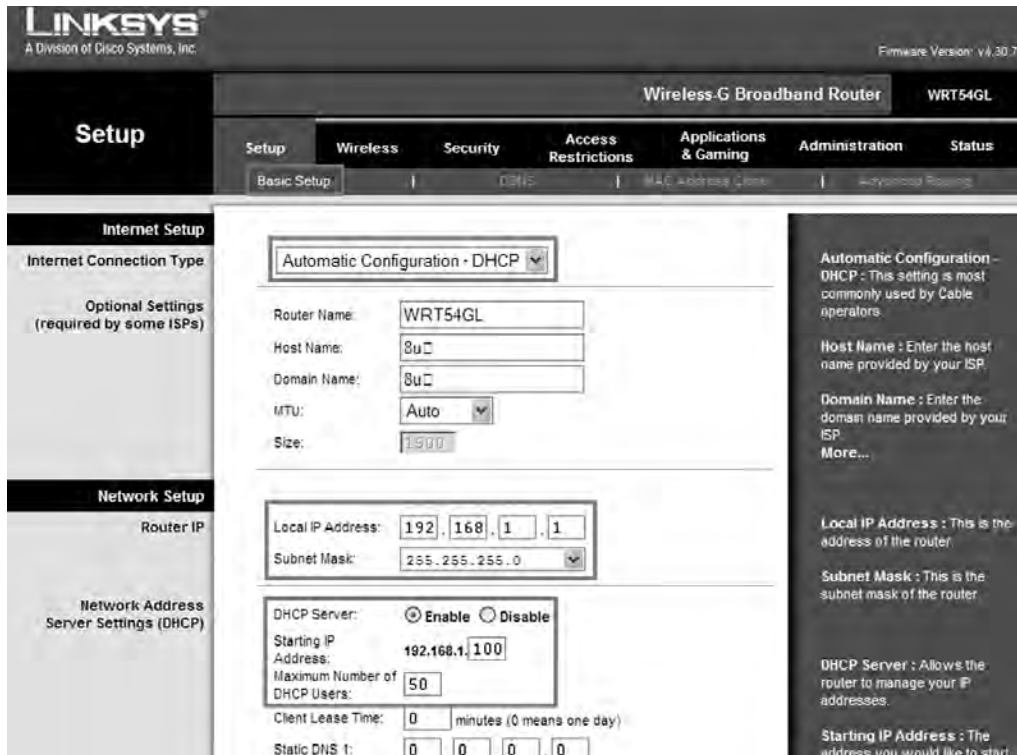 LINKSYS
A Division of Cisco Systems, Inc.
Firmware Version: v4.30.7
Wireless-G Broadband Router WRT54GL
Setup
Setup Wireless Security Access Restrictions Applications & Gaming Administration Status
Basic Setup | DDNS | MAC Address Clone | Advanced Routing
Internet Setup
Internet Connection Type
Automatic Configuration - DHCP
Optional Settings
(required by some ISPs)
Router Name: WRT54GL
Host Name: 8u□
Domain Name: 8u□
MTU: Auto
Size: 1500
Automatic Configuration -
DHCP : This setting is most
commonly used by Cable
operators.
Host Name : Enter the host
name provided by your ISP.
Domain Name : Enter the
domain name provided by your
ISP.
More...
Network Setup
Router IP
Local IP Address: 192 . 168 . 1 . 1
Subnet Mask: 255.255.255.0
Local IP Address : This is the
address of the router.
Subnet Mask : This is the
subnet mask of the router.
Network Address
Server Settings (DHCP)
DHCP Server: Enable Disable
Starting IP
Address: 192.168.1. 100
Maximum Number of
DHCP Users: 50
Client Lease Time: 0 minutes (0 means one day)
Static DNS 1: 0 . 0 . 0 . 0
DHCP Server : Allows the
router to manage your IP
addresses.
Starting IP Address : The
address you would like to start